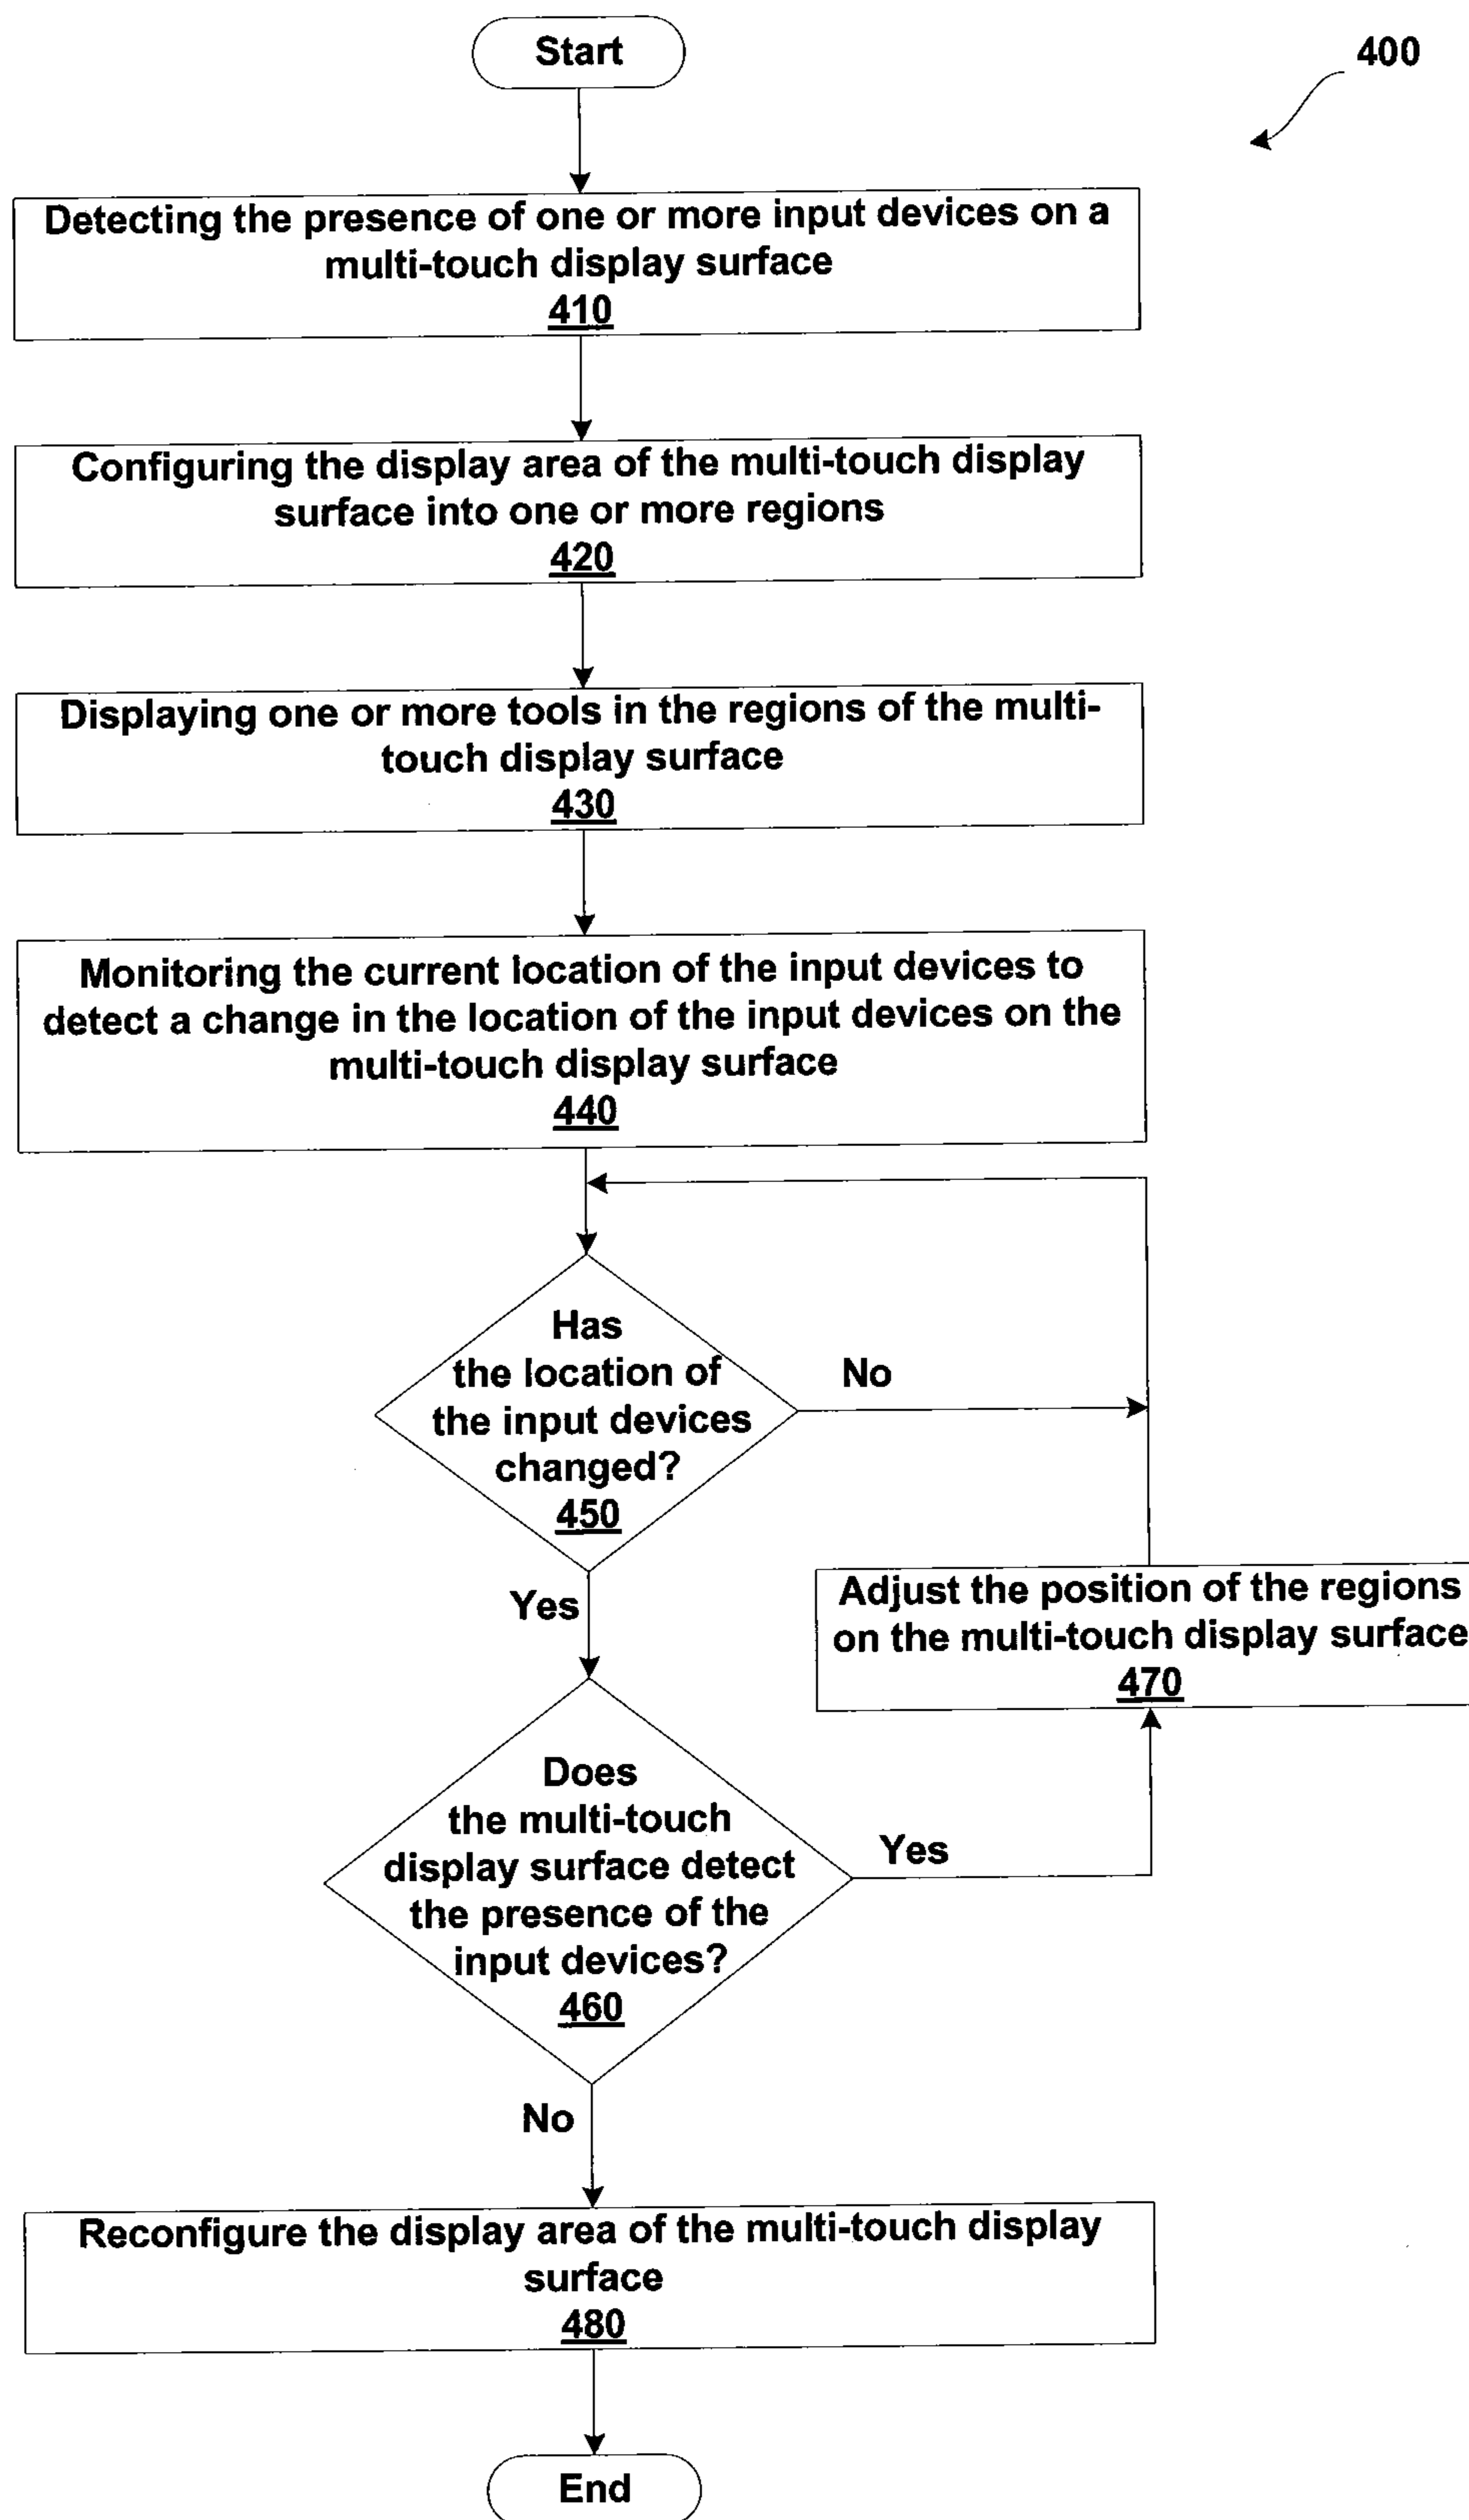 Start
400
Detecting the presence of one or more input devices on a
multi-touch display surface
410
Configuring the display area of the multi-touch display
surface into one or more regions
420
Displaying one or more tools in the regions of the multi-
touch display surface
430
Monitoring the current location of the input devices to
detect a change in the location of the input devices on the
multi-touch display surface
440
Has
the location of
the input devices
changed?
450
No
Yes
Adjust the position of the regions
on the multi-touch display surface
470
Does
the multi-touch
display surface detect
the presence of the
input devices?
460
Yes
No
Reconfigure the display area of the multi-touch display
surface
480
End